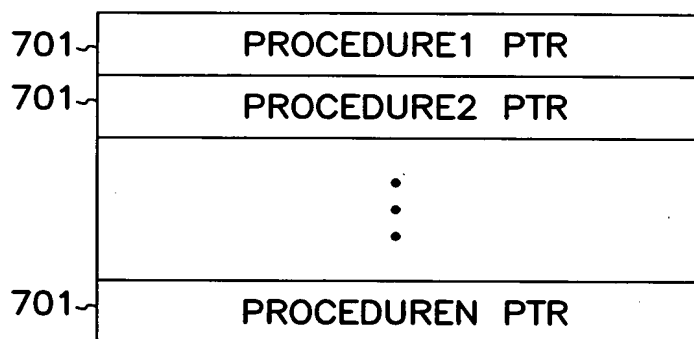 701 PROCEDURE1 PTR
701 PROCEDURE2 PTR
701 PROCEDUREN PTR